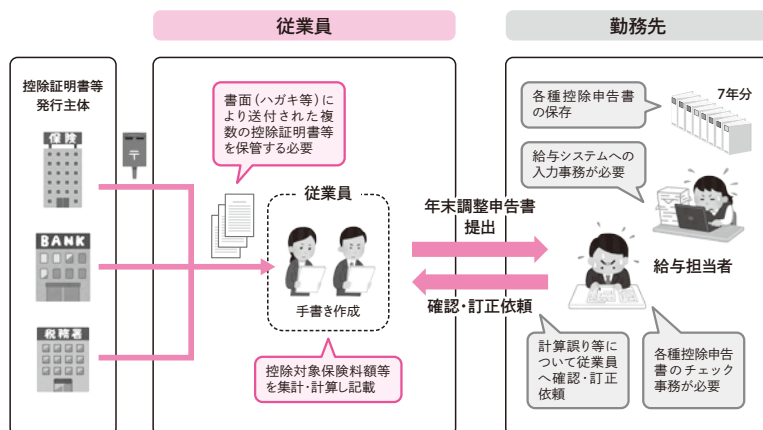 従業員
勤務先
控除証明書等
発行主体
保険
〒
BANK
税務署
書面(ハガキ等)に
より送付された複
数の控除証明書等
を保管する必要
従業員
手書き作成
控除対象保険料額等
を集計・計算し記載
年末調整申告書
提出
確認・訂正依頼
各種控除申告書
の保存
7年分
給与システムへの
入力事務が必要
給与担当者
計算誤り等に
ついて従業員
へ確認・訂正
依頼
各種控除申告
書のチェック
事務が必要